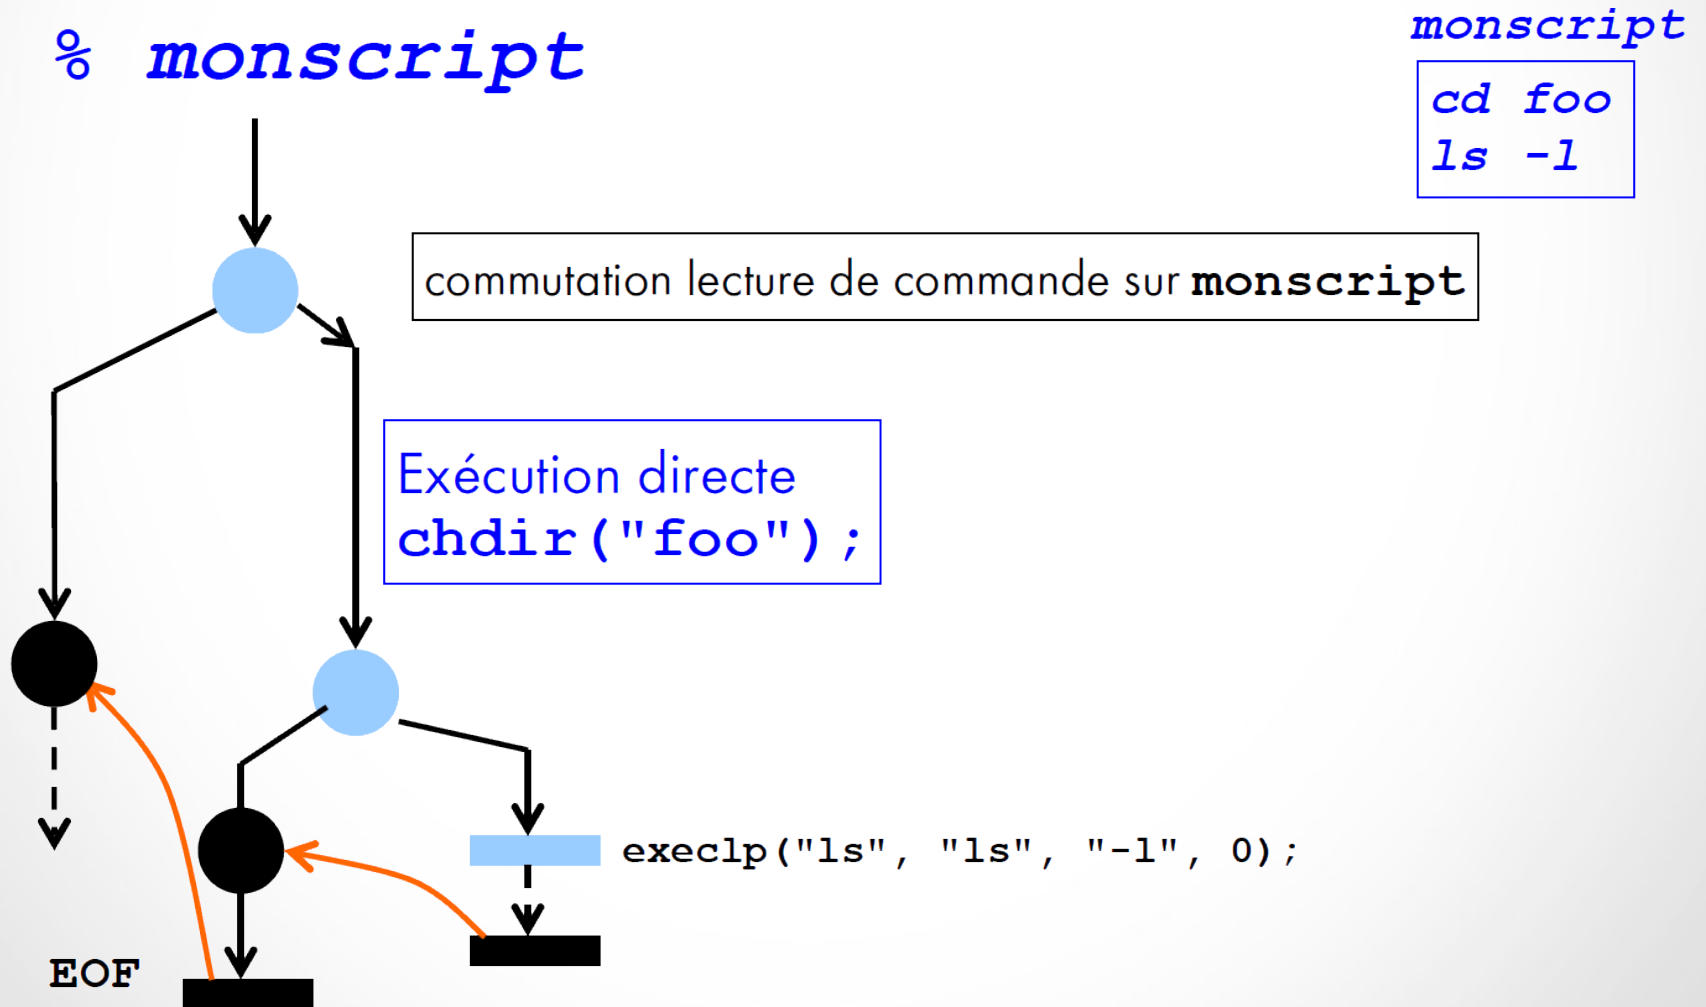 % monscript
monscript
cd foo
ls -l
commutation lecture de commande sur monscript
Exécution directe
chdir("foo");
execlp("ls", "ls", "-l", 0);
EOF